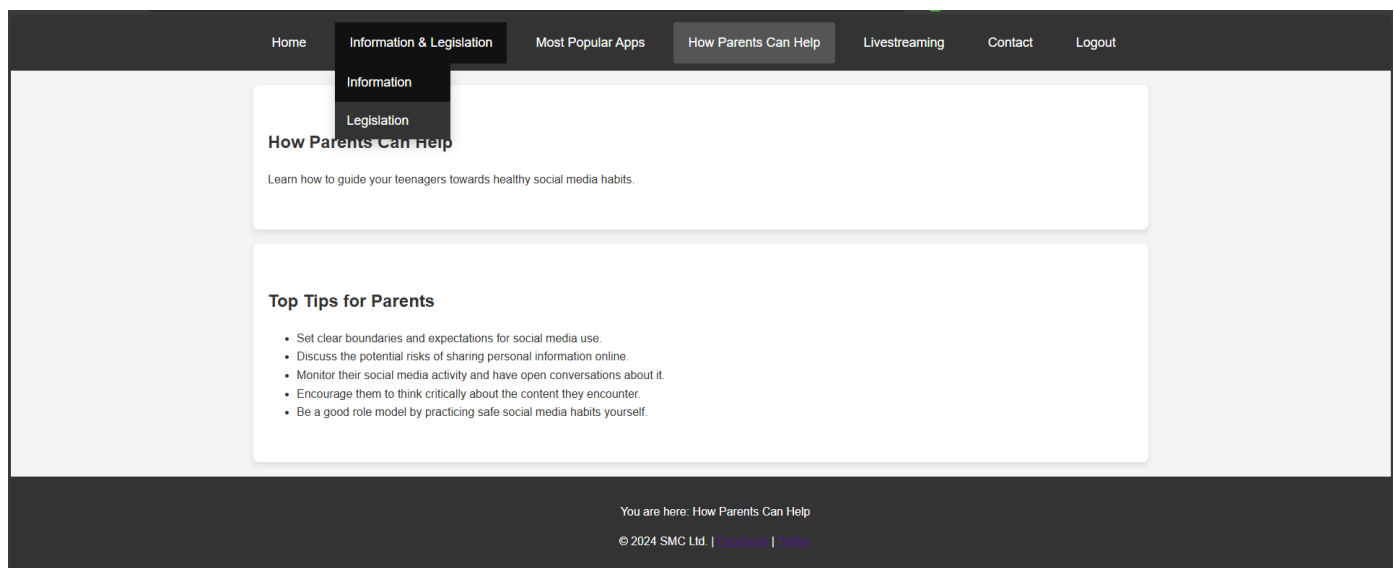 Home Information & Legislation Most Popular Apps How Parents Can Help Livestreaming Contact Logout
Information
Legislation
How Parents Can Help
Learn how to guide your teenagers towards healthy social media habits.
Top Tips for Parents
• Set clear boundaries and expectations for social media use.
• Discuss the potential risks of sharing personal information online.
• Monitor their social media activity and have open conversations about it.
• Encourage them to think critically about the content they encounter.
• Be a good role model by practicing safe social media habits yourself.
You are here: How Parents Can Help
© 2024 SMC Ltd. | Facebook |